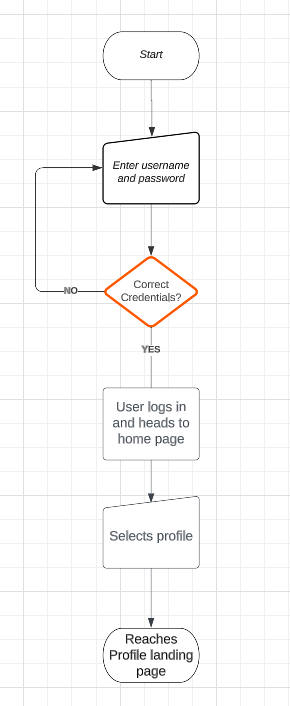 Start
Enter username
and password
Correct
Credentials?
NO
YES
User logs in
and heads to
home page
Selects profile
Reaches
Profile landing
page